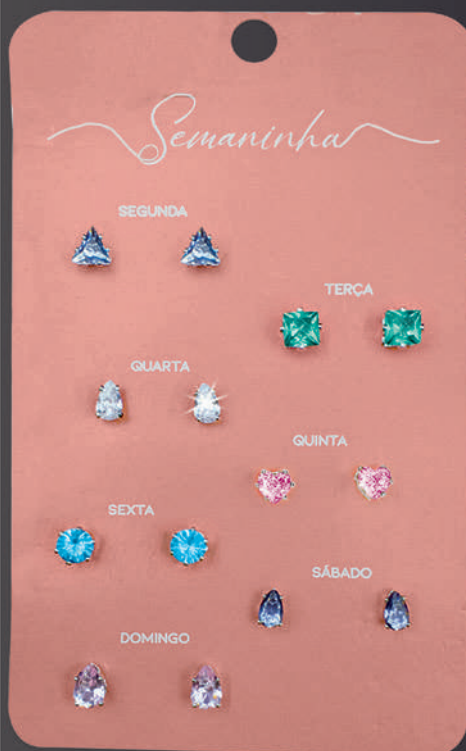 Semaninha
SEGUNDA
TERÇA
QUARTA
QUINTA
SEXTA
SÁBADO
DOMINGO